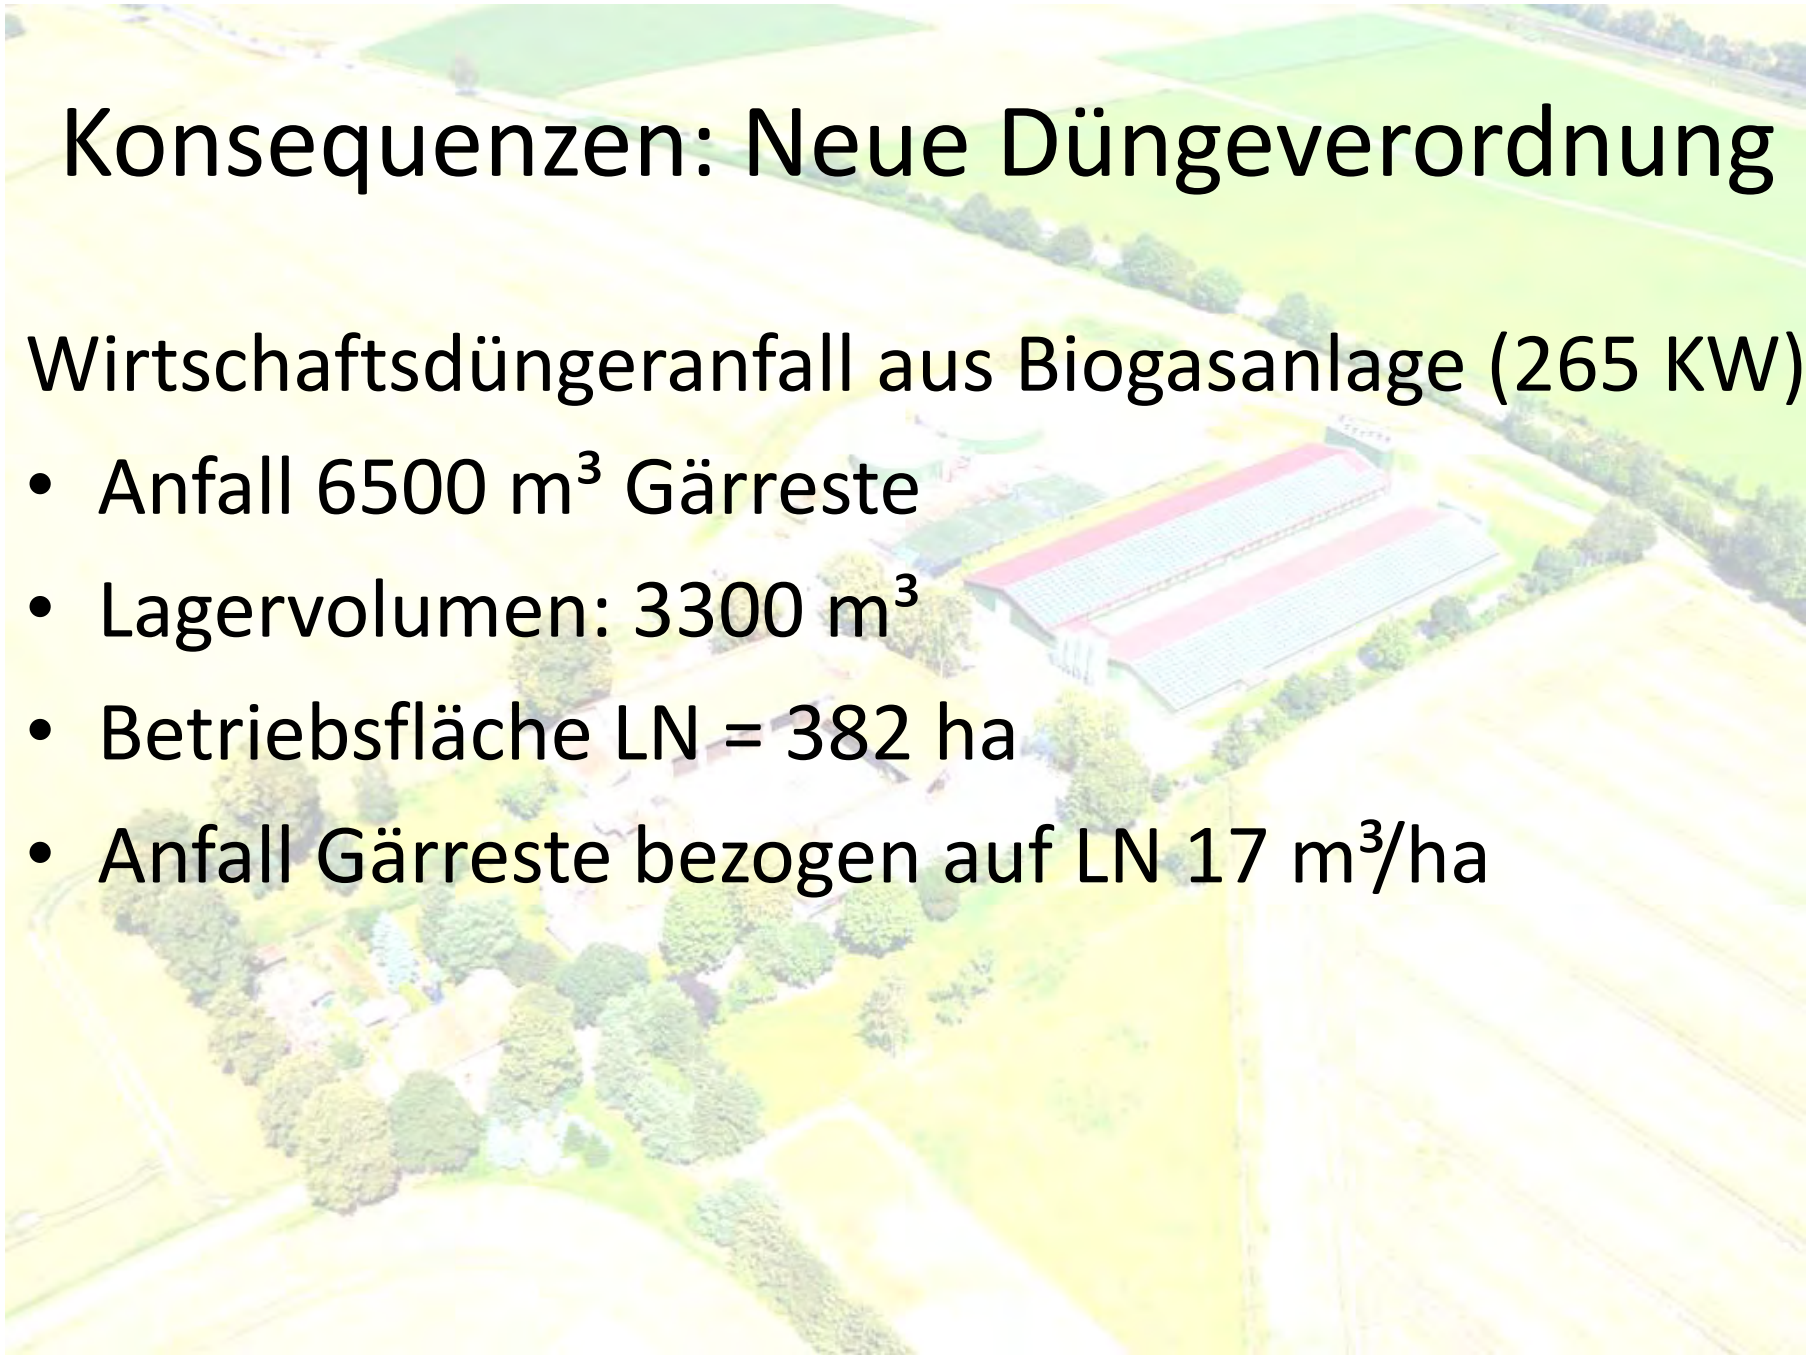 Konsequenzen: Neue Düngeverordnung
Wirtschaftsdüngeranfall aus Biogasanlage (265 KW)
• Anfall 6500 m³ Gärreste
• Lagervolumen: 3300 m³
• Betriebsfläche LN = 382 ha
• Anfall Gärreste bezogen auf LN 17 m³/ha